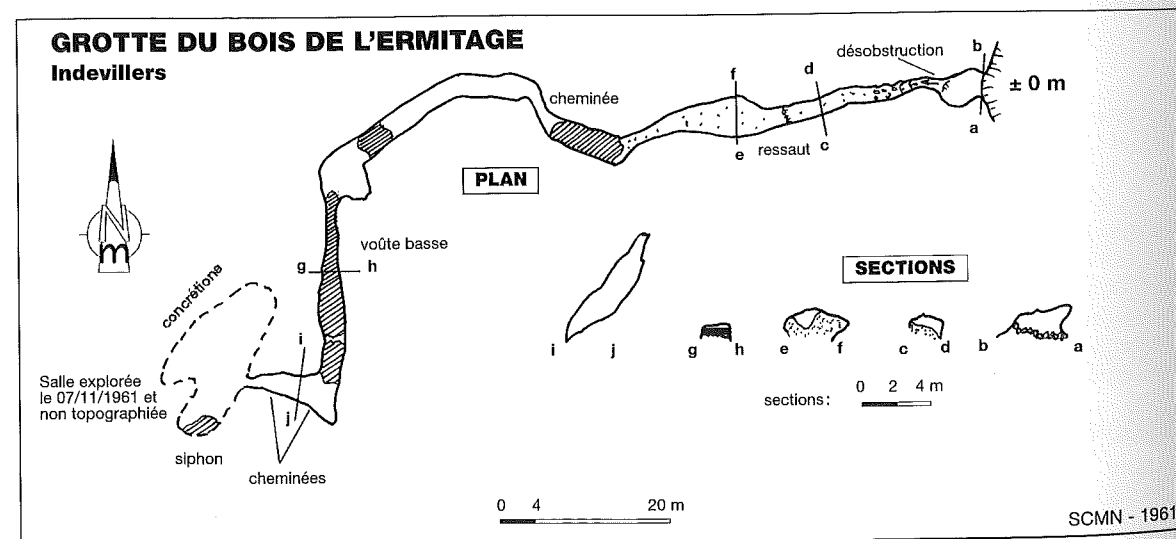 GROTTE DU BOIS DE L'ERMITAGE
Indevillers
désobstruction
b
± 0 m
a
d
c
f
e
ressaut
cheminée
PLAN
N
m
voûte basse
g
h
concrétions
i
j
Salle explorée
le 07/11/1961 et
non topographiée
siphon
cheminées
SECTIONS
i j
g h
e f
c d
b a
0 2 4 m
sections:
0 4 20 m
SCMN - 1961